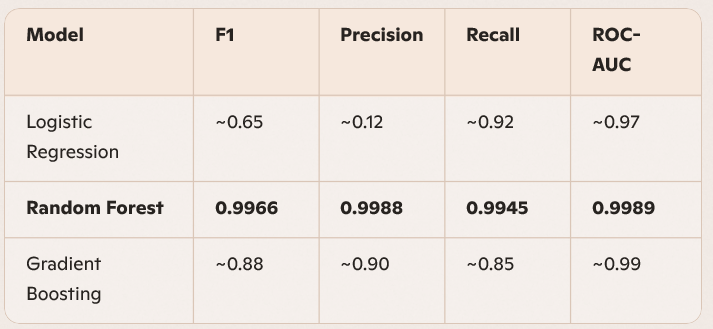 Model F1 Precision Recall ROC-
AUC
Logistic ~0.65 ~0.12 ~0.92 ~0.97
Regression
Random Forest 0.9966 0.9988 0.9945 0.9989
Gradient ~0.88 ~0.90 ~0.85 ~0.99
Boosting